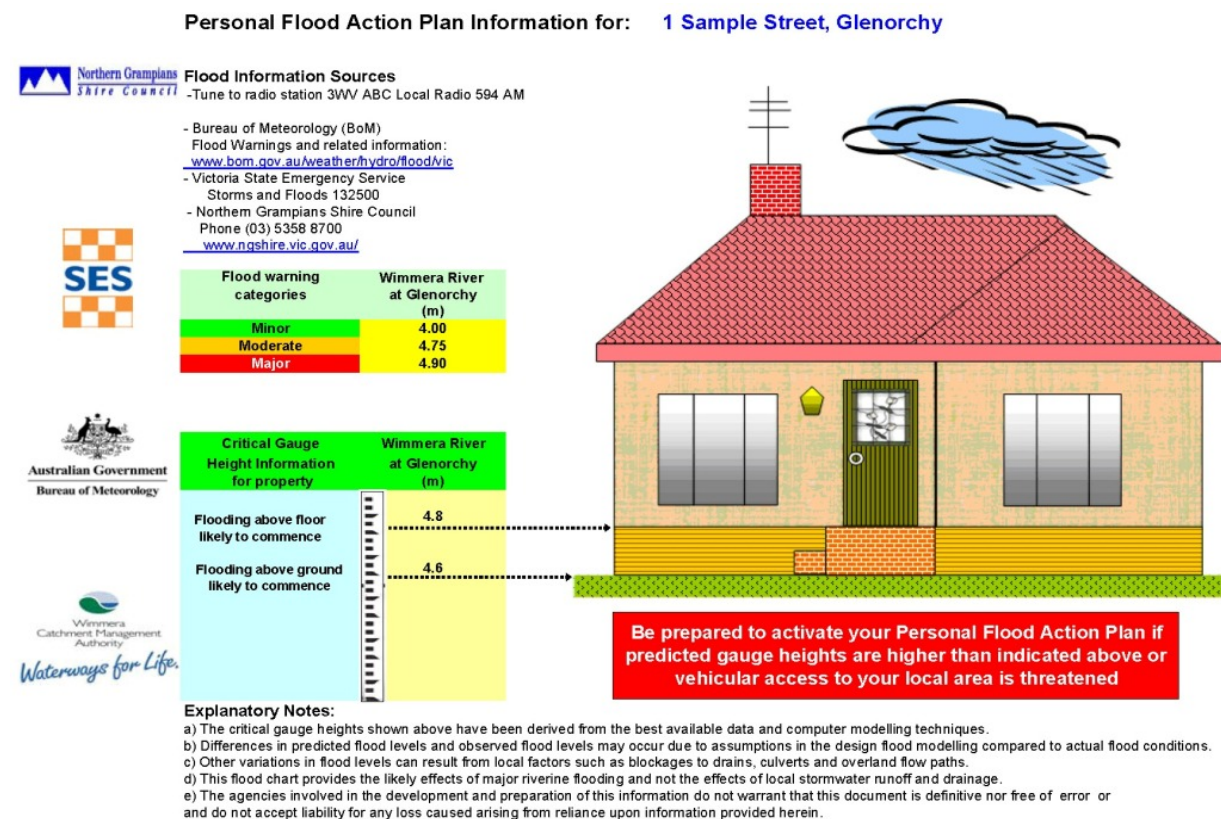 Personal Flood Action Plan Information for: 1 Sample Street, Glenorchy
Northern Grampians
Shire Council
Flood Information Sources
-Tune to radio station 3WV ABC Local Radio 594 AM
- Bureau of Meteorology (BoM)
Flood Warnings and related information:
www.bom.gov.au/weather/hydro/flood/vic
- Victoria State Emergency Service
Storms and Floods 132500
- Northern Grampians Shire Council
Phone (03) 5358 8700
www.ngshire.vic.gov.au/
SES
Flood warning Wimmera River
categories at Glenorchy
(m)
Minor 4.00
Moderate 4.75
Major 4.90
Australian Government
Bureau of Meteorology
Critical Gauge Wimmera River
Height Information at Glenorchy
for property (m)
Flooding above floor 4.8
likely to commence
Flooding above ground 4.6
likely to commence
Wimmera
Catchment Management
Authority
Waterways for Life.
Be prepared to activate your Personal Flood Action Plan if
predicted gauge heights are higher than indicated above or
vehicular access to your local area is threatened
Explanatory Notes:
a) The critical gauge heights shown above have been derived from the best available data and computer modelling techniques.
b) Differences in predicted flood levels and observed flood levels may occur due to assumptions in the design flood modelling compared to actual flood conditions.
c) Other variations in flood levels can result from local factors such as blockages to drains, culverts and overland flow paths.
d) This flood chart provides the likely effects of major riverine flooding and not the effects of local stormwater runoff and drainage.
e) The agencies involved in the development and preparation of this information do not warrant that this document is definitive nor free of error or
and do not accept liability for any loss caused arising from reliance upon information provided herein.